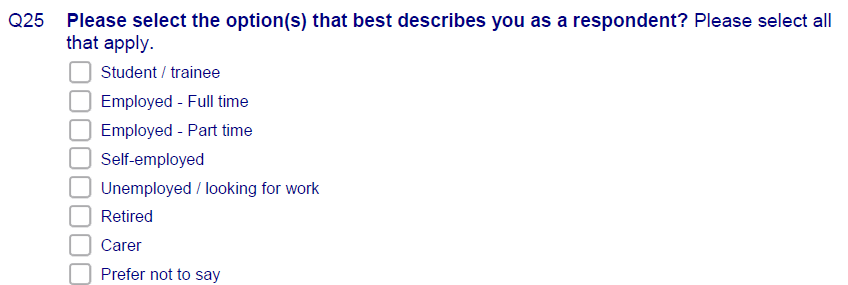 Q25 Please select the option(s) that best describes you as a respondent? Please select all
that apply.
Student / trainee
Employed - Full time
Employed - Part time
Self-employed
Unemployed / looking for work
Retired
Carer
Prefer not to say